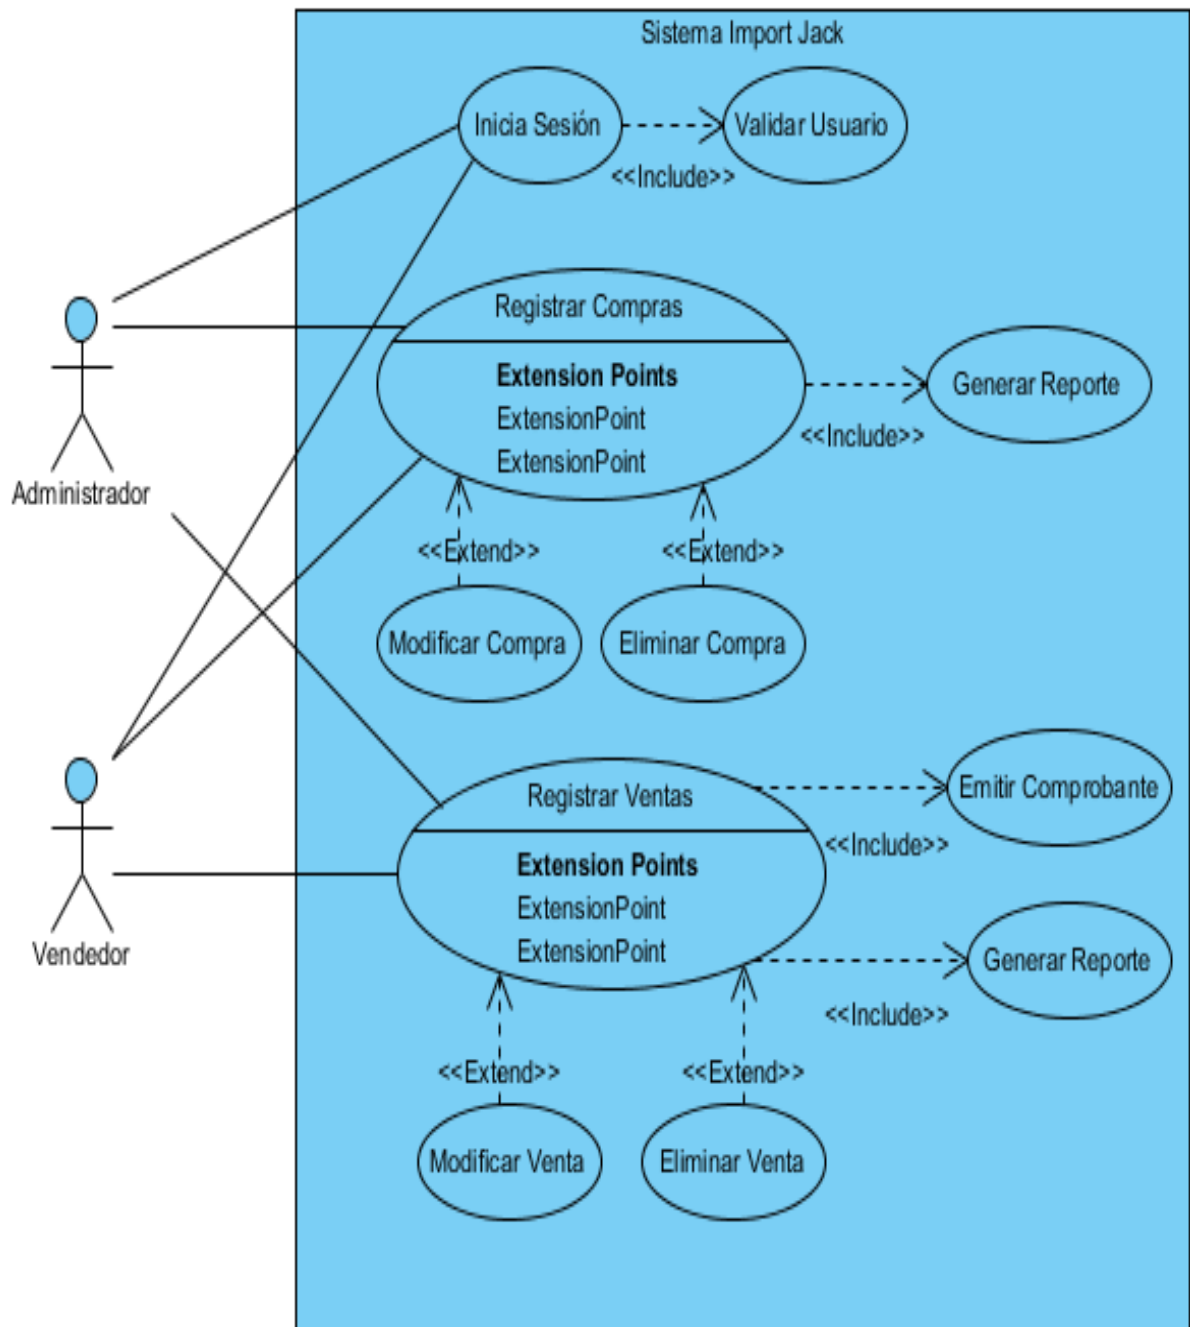 Sistema Import Jack
Inicia Sesión
Validar Usuario
<<Include>>
Registrar Compras
Extension Points
ExtensionPoint
ExtensionPoint
Generar Reporte
<<Include>>
Administrador
<<Extend>>
<<Extend>>
Modificar Compra
Eliminar Compra
Registrar Ventas
Emitir Comprobante
<<Include>>
Extension Points
ExtensionPoint
ExtensionPoint
Vendedor
Generar Reporte
<<Include>>
<<Extend>>
<<Extend>>
Modificar Venta
Eliminar Venta